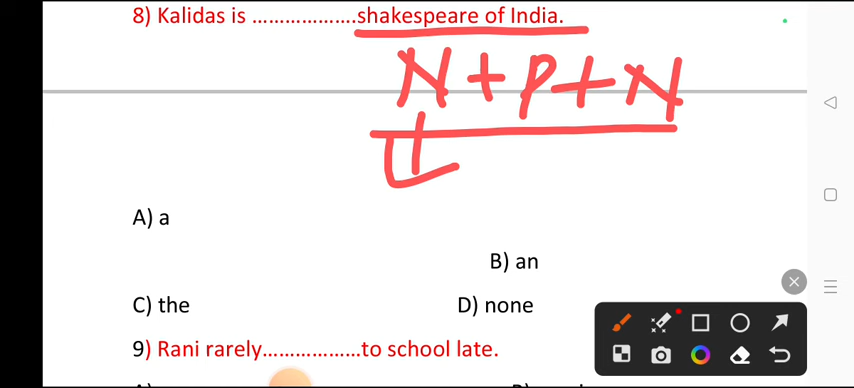 8) Kalidas is ...................shakespeare of India.
N+P+N
A) a
B) an
C) the
D) none
9) Rani rarely..................to school late.